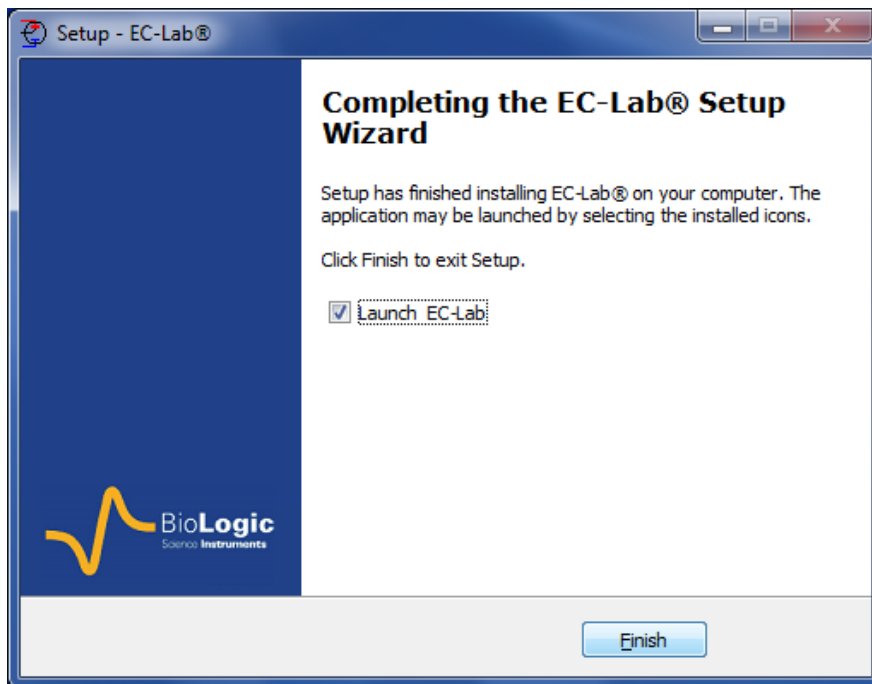 Setup - EC-Lab®
Completing the EC-Lab® Setup
Wizard
Setup has finished installing EC-Lab® on your computer. The
application may be launched by selecting the installed icons.
Click Finish to exit Setup.
Launch EC-Lab
BioLogic
Science Instruments
Finish